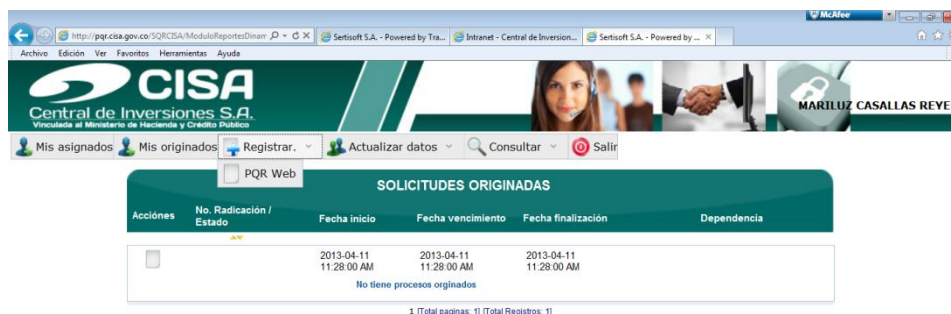 McAfee
http://pqr.cisa.gov.co/SQRCISA/ModuloReportesDinam
Sertisoft S.A. - Powered by Tra...
Intranet - Central de Inversion...
Sertisoft S.A. - Powered by ...
Archivo Edición Ver Favoritos Herramientas Ayuda
CISA
Central de Inversiones S.A.
Vinculada al Ministerio de Hacienda y Crédito Público
MARILUZ CASALLAS REYE
Mis asignados Mis originados Registrar. Actualizar datos Consultar Salir
PQR Web
SOLICITUDES ORIGINADAS
Acciónes No. Radicación / Estado Fecha inicio Fecha vencimiento Fecha finalización Dependencia
2013-04-11 2013-04-11 2013-04-11
11:28:00 AM 11:28:00 AM 11:28:00 AM
No tiene procesos orginados
1 [Total paginas: 1] [Total Registros: 1]